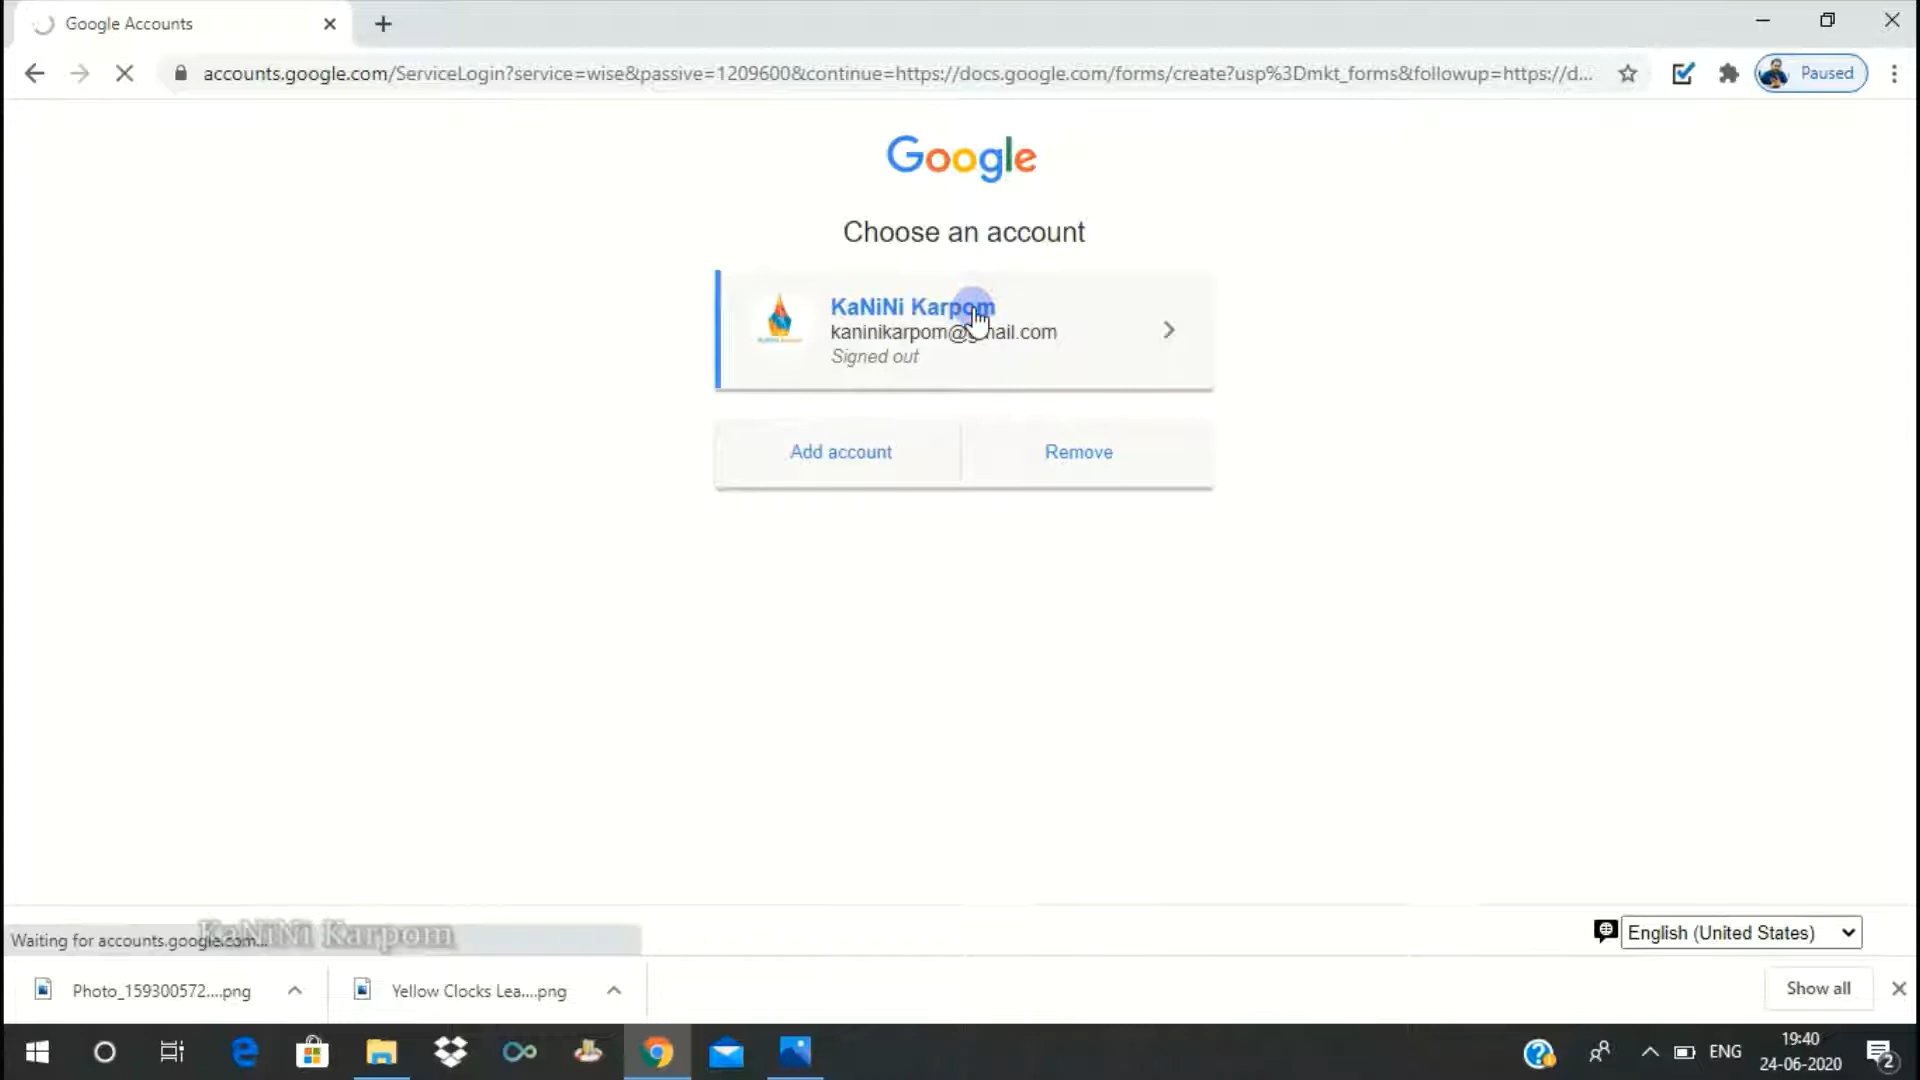 Google Accounts
accounts.google.com/ServiceLogin?service=wise&passive=1209600&continue=https://docs.google.com/forms/create?usp%3Dmkt_forms&followup=https://d...
Paused
Google
Choose an account
KaNiNi Karpom
kaninikarpom@gmail.com
Signed out
Add account
Remove
English (United States)
KaNiNi Karpom
Waiting for accounts.google.com...
Photo_159300572....png
Yellow Clocks Lea....png
Show all
ENG
19:40
24-06-2020
2